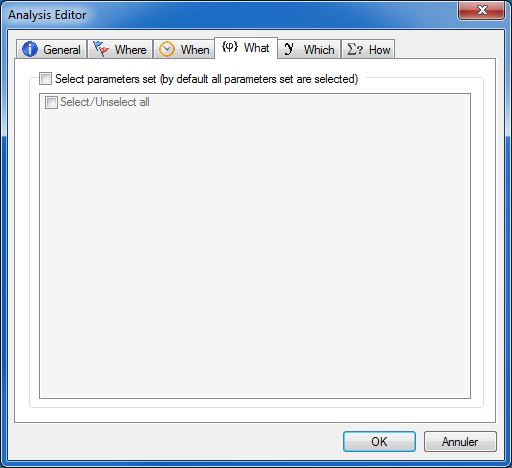 Analysis Editor
General Where When {φ} What y Which Σ? How
Select parameters set (by default all parameters set are selected)
Select/Unselect all
OK Annuler